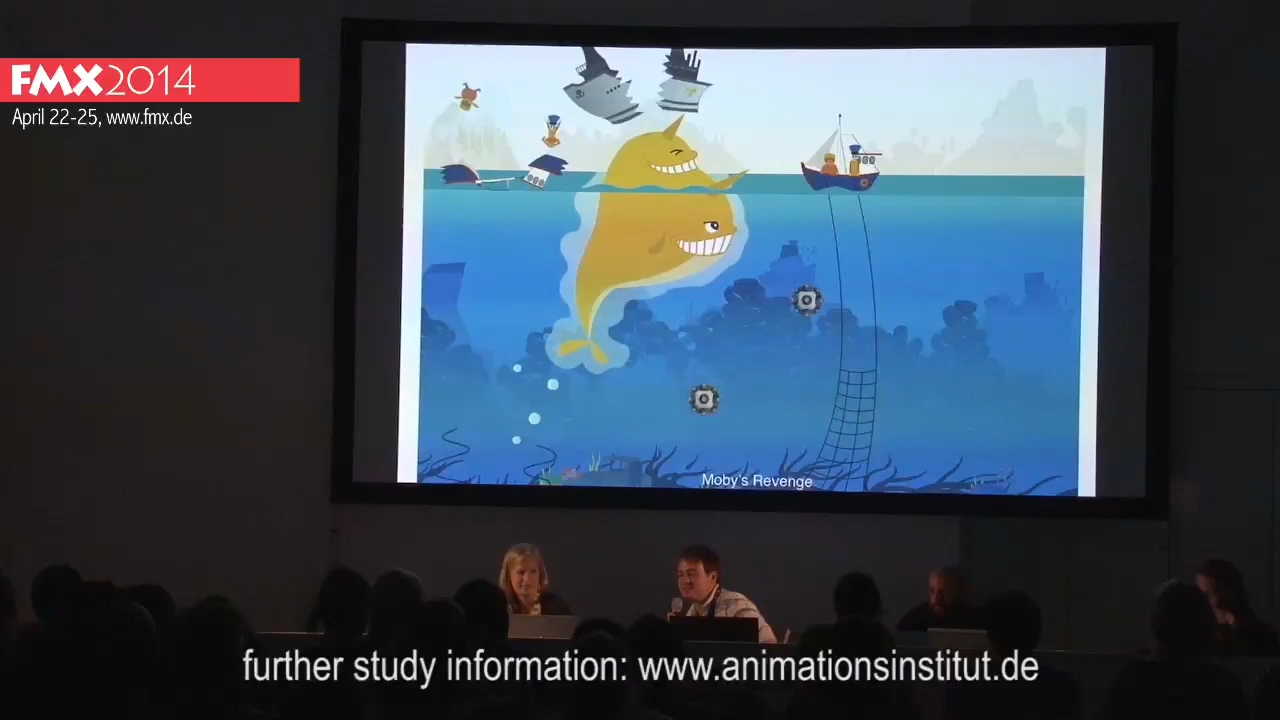 FMX2014
April 22-25, www.fmx.de
Moby's Revenge
further study information: www.animationsinstitut.de